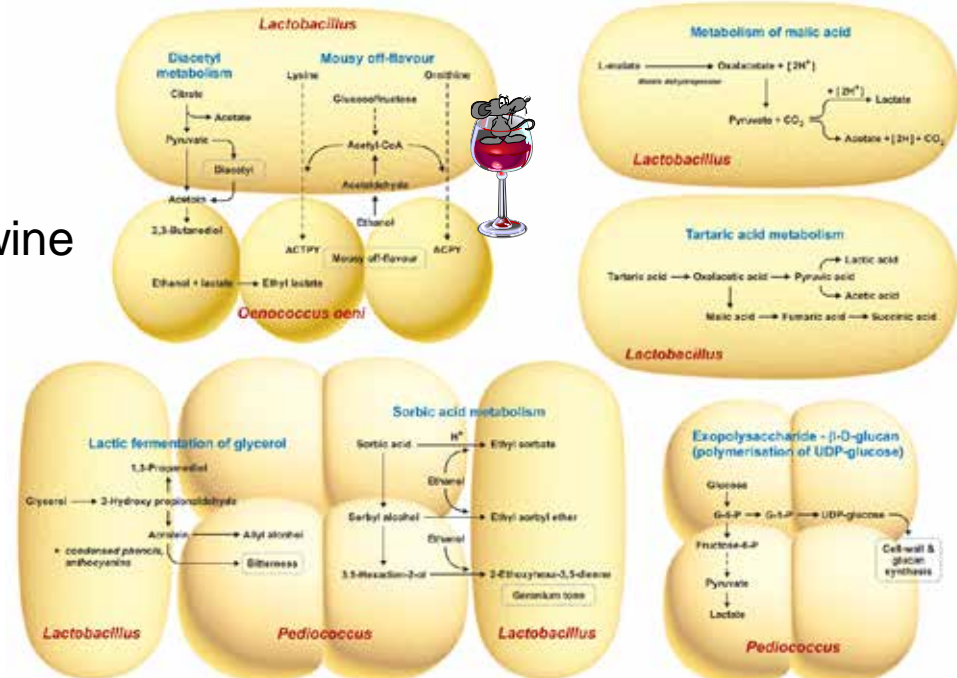 wine
Lactobacillus
Diacetyl
metabolism
Citrate
Acetate
Pyruvate
Diacetyl
Acetoin
2,3-Butanediol
Mousy off-flavour
Lysine
Ornithine
Glucose/fructose
Acetyl-CoA
Acetaldehyde
Ethanol
ACTPY
ACPY
Mousy off-flavour
Ethanol + lactate
Ethyl lactate
Oenococcus oeni
Metabolism of malic acid
L-malate
Oxalacetate + [2H⁺]
Malate dehydrogenase
Pyruvate + CO₂
+ [2H⁺]
Lactate
Acetate + [2H] + CO₂
Lactobacillus
Tartaric acid metabolism
Tartaric acid
Oxalacetic acid
Pyruvic acid
Lactic acid
Acetic acid
Malic acid
Fumaric acid
Succinic acid
Lactobacillus
Lactic fermentation of glycerol
1,3-Propanediol
Glycerol
3-Hydroxy propionaldehyde
Acrolein
Allyl alcohol
+ condensed phenols,
anthocyanins
Bitterness
Lactobacillus
Sorbic acid metabolism
Sorbic acid
H⁺
Ethyl sorbate
Ethanol
Sorbyl alcohol
Ethyl sorbyl ether
Ethanol
3,5-Hexadien-2-ol
2-Ethoxyhexa-3,5-diene
Geranium tone
Pediococcus
Lactobacillus
Exopolysaccharide - β-D-glucan
(polymerisation of UDP-glucose)
Glucose
G-6-P
G-1-P
UDP-glucose
Fructose-6-P
Pyruvate
Lactate
Cell-wall &
glucan
synthesis
Pediococcus